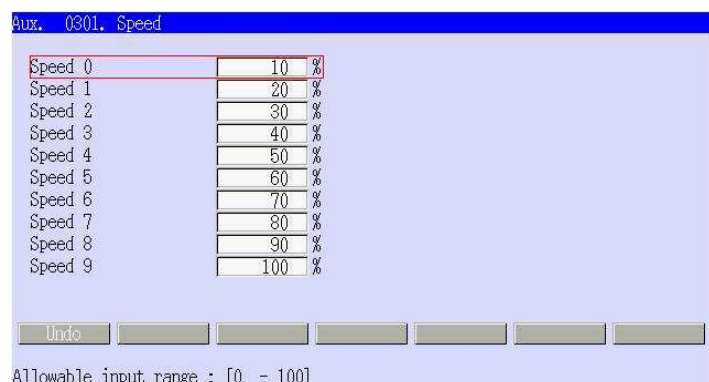 Aux. 0301. Speed
Speed 0 10 %
Speed 1 20 %
Speed 2 30 %
Speed 3 40 %
Speed 4 50 %
Speed 5 60 %
Speed 6 70 %
Speed 7 80 %
Speed 8 90 %
Speed 9 100 %
Undo
Allowable input range : [0 - 100]